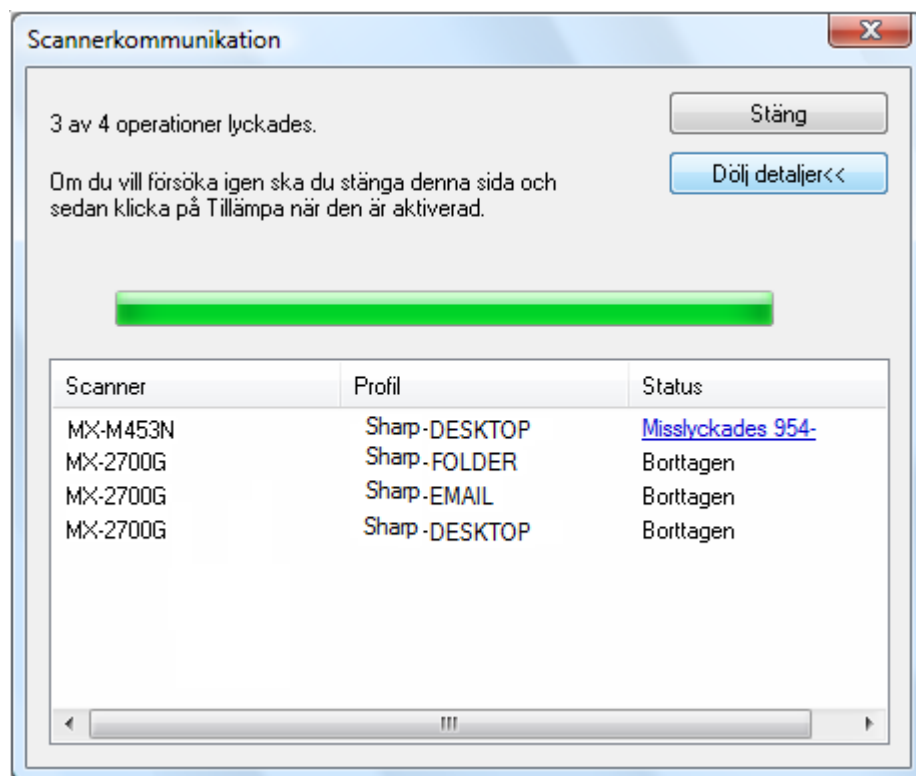 Scannerkommunikation
3 av 4 operationer lyckades.
Stäng
Om du vill försöka igen ska du stänga denna sida och
sedan klicka på Tillämpa när den är aktiverad.
Dölj detaljer<<
Scanner Profil Status
MX-M453N Sharp-DESKTOP Misslyckades 954-
MX-2700G Sharp-FOLDER Borttagen
MX-2700G Sharp-EMAIL Borttagen
MX-2700G Sharp-DESKTOP Borttagen